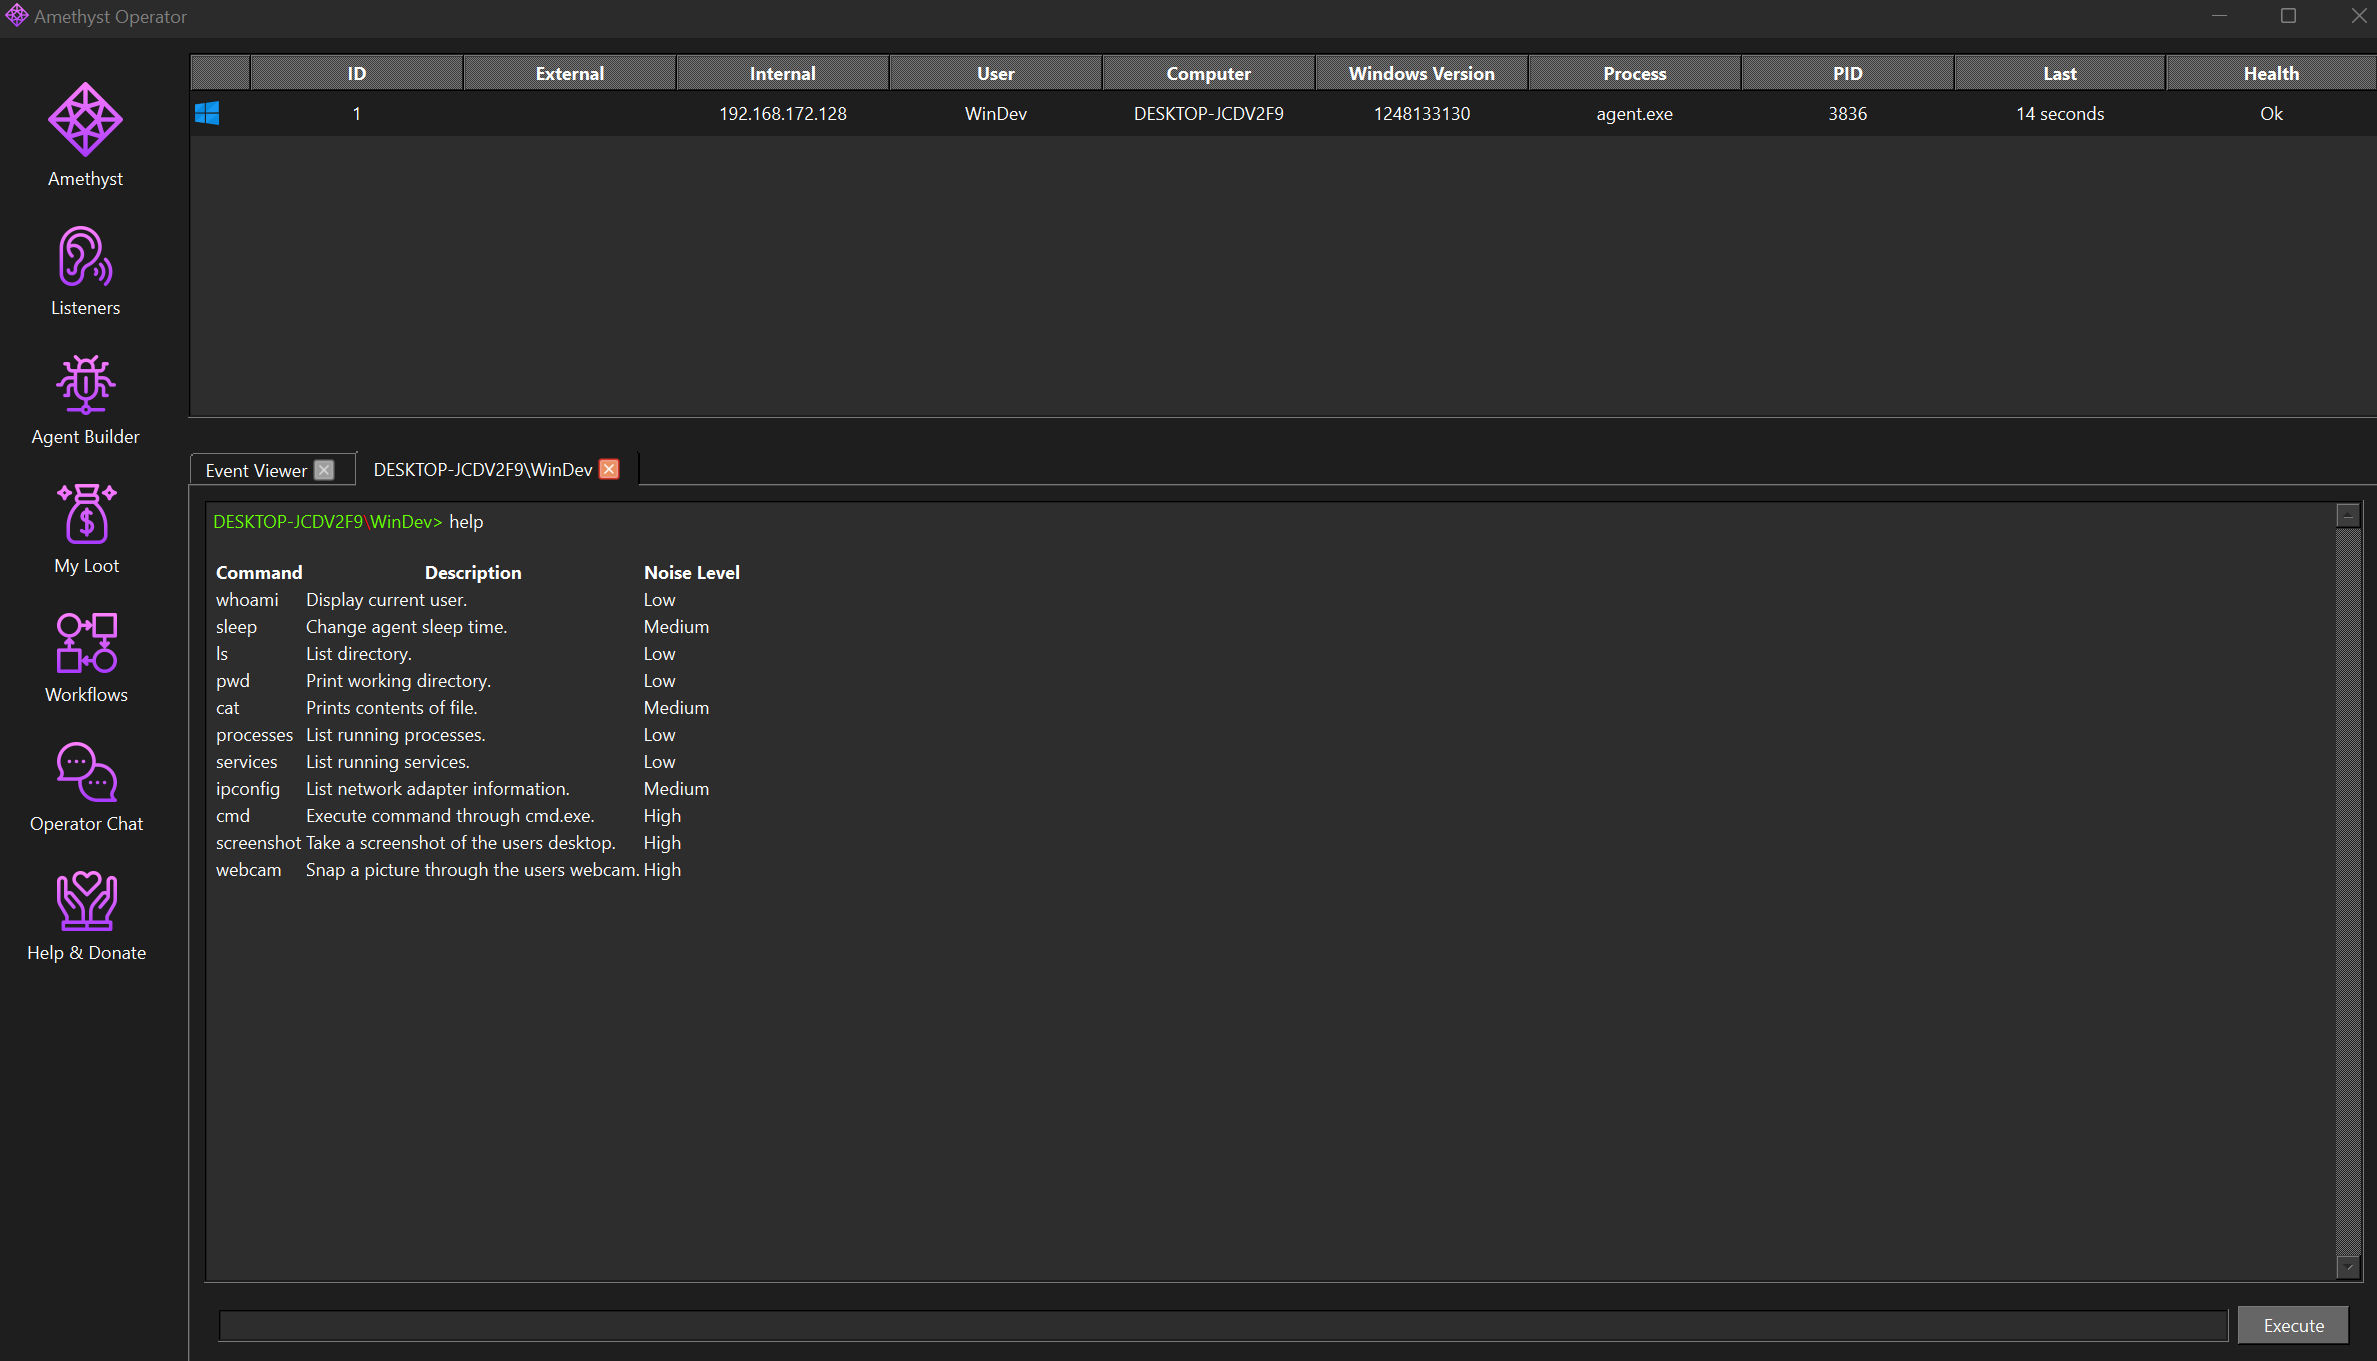 Amethyst Operator
Amethyst
Listeners
Agent Builder
My Loot
Workflows
Operator Chat
Help & Donate
ID External Internal User Computer Windows Version Process PID Last Health
1 192.168.172.128 WinDev DESKTOP-JCDV2F9 1248133130 agent.exe 3836 14 seconds Ok
Event Viewer DESKTOP-JCDV2F9\WinDev
DESKTOP-JCDV2F9\WinDev> help
Command Description Noise Level
whoami Display current user. Low
sleep Change agent sleep time. Medium
ls List directory. Low
pwd Print working directory. Low
cat Prints contents of file. Medium
processes List running processes. Low
services List running services. Low
ipconfig List network adapter information. Medium
cmd Execute command through cmd.exe. High
screenshot Take a screenshot of the users desktop. High
webcam Snap a picture through the users webcam. High
Execute